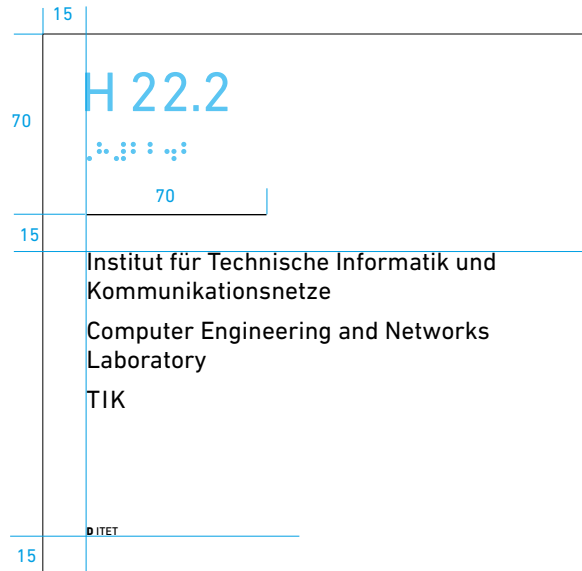 15
H 22.2
70
⠠⠓⠼⠃⠃⠲⠃
70
15
Institut für Technische Informatik und
Kommunikationsnetze
Computer Engineering and Networks
Laboratory
TIK
D ITET
15